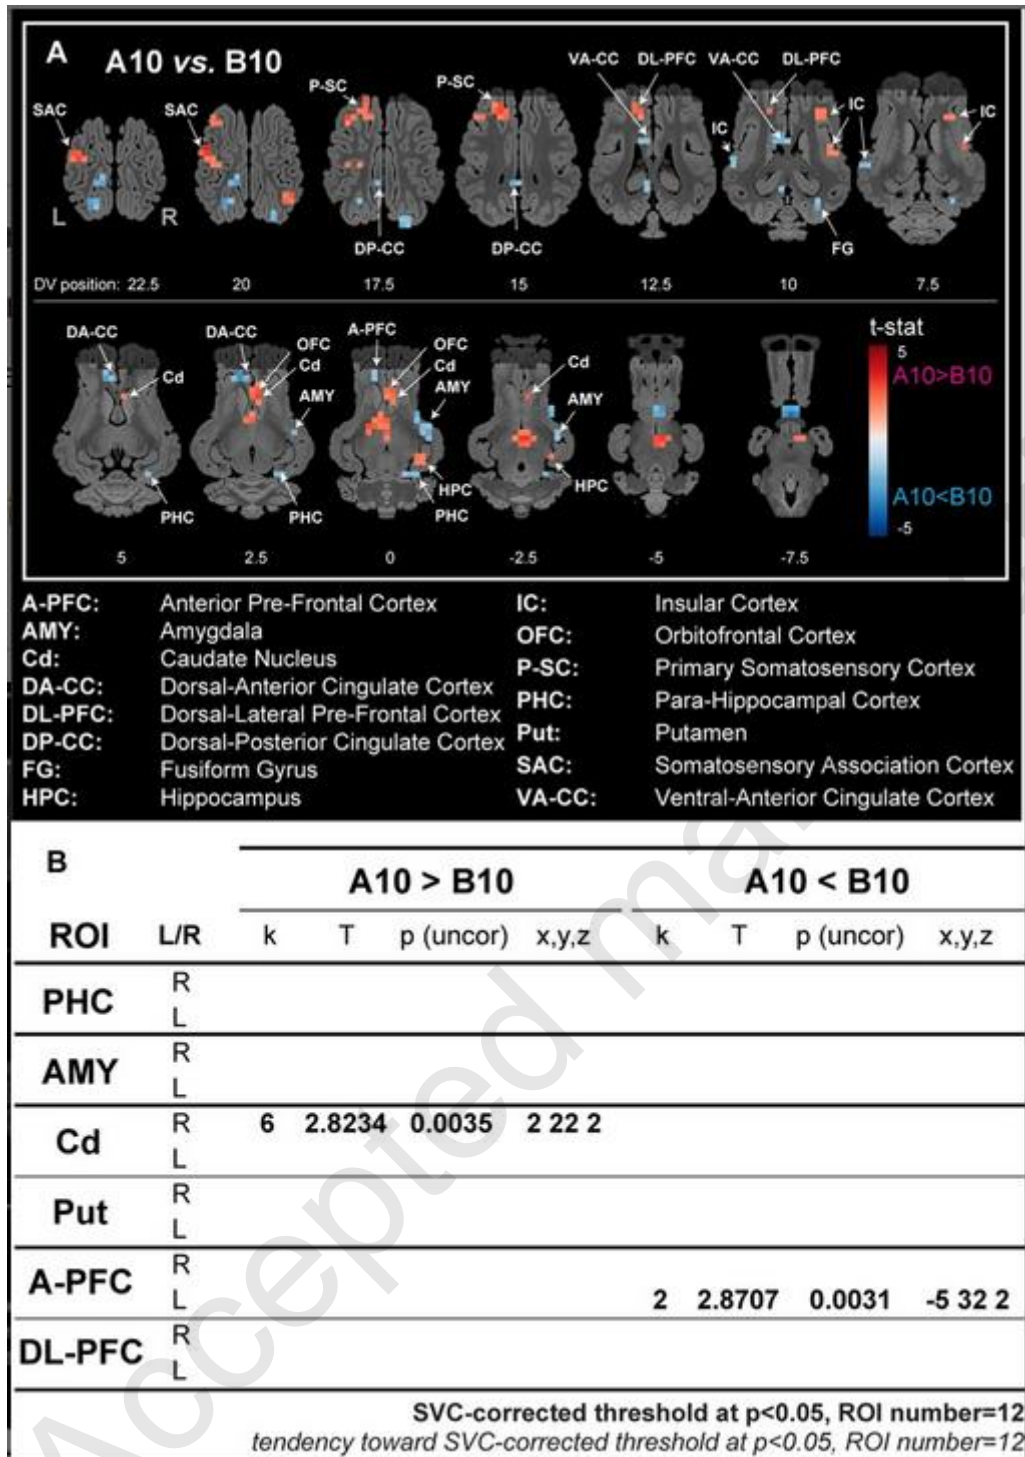 A
A10 vs. B10
SAC
SAC
P-SC
P-SC
VA-CC
DL-PFC
VA-CC
DL-PFC
IC
IC
IC
L
R
DP-CC
DP-CC
FG
DV position: 22.5 20 17.5 15 12.5 10 7.5
DA-CC
Cd
PHC
DA-CC
OFC
Cd
AMY
PHC
A-PFC
OFC
Cd
AMY
HPC
PHC
Cd
AMY
HPC
t-stat
5
A10>B10
A10<B10
-5
5 2.5 0 -2.5 -5 -7.5
A-PFC: Anterior Pre-Frontal Cortex
AMY: Amygdala
Cd: Caudate Nucleus
DA-CC: Dorsal-Anterior Cingulate Cortex
DL-PFC: Dorsal-Lateral Pre-Frontal Cortex
DP-CC: Dorsal-Posterior Cingulate Cortex
FG: Fusiform Gyrus
HPC: Hippocampus
IC: Insular Cortex
OFC: Orbitofrontal Cortex
P-SC: Primary Somatosensory Cortex
PHC: Para-Hippocampal Cortex
Put: Putamen
SAC: Somatosensory Association Cortex
VA-CC: Ventral-Anterior Cingulate Cortex
B
A10 > B10 A10 < B10
ROI L/R k T p (uncor) x,y,z k T p (uncor) x,y,z
PHC
R
L
AMY
R
L
Cd
R 6 2.8234 0.0035 2 22 2
L
Put
R
L
A-PFC
R
L 2 2.8707 0.0031 -5 32 2
DL-PFC
R
L
SVC-corrected threshold at p<0.05, ROI number=12
tendency toward SVC-corrected threshold at p<0.05, ROI number=12
Accepted ma